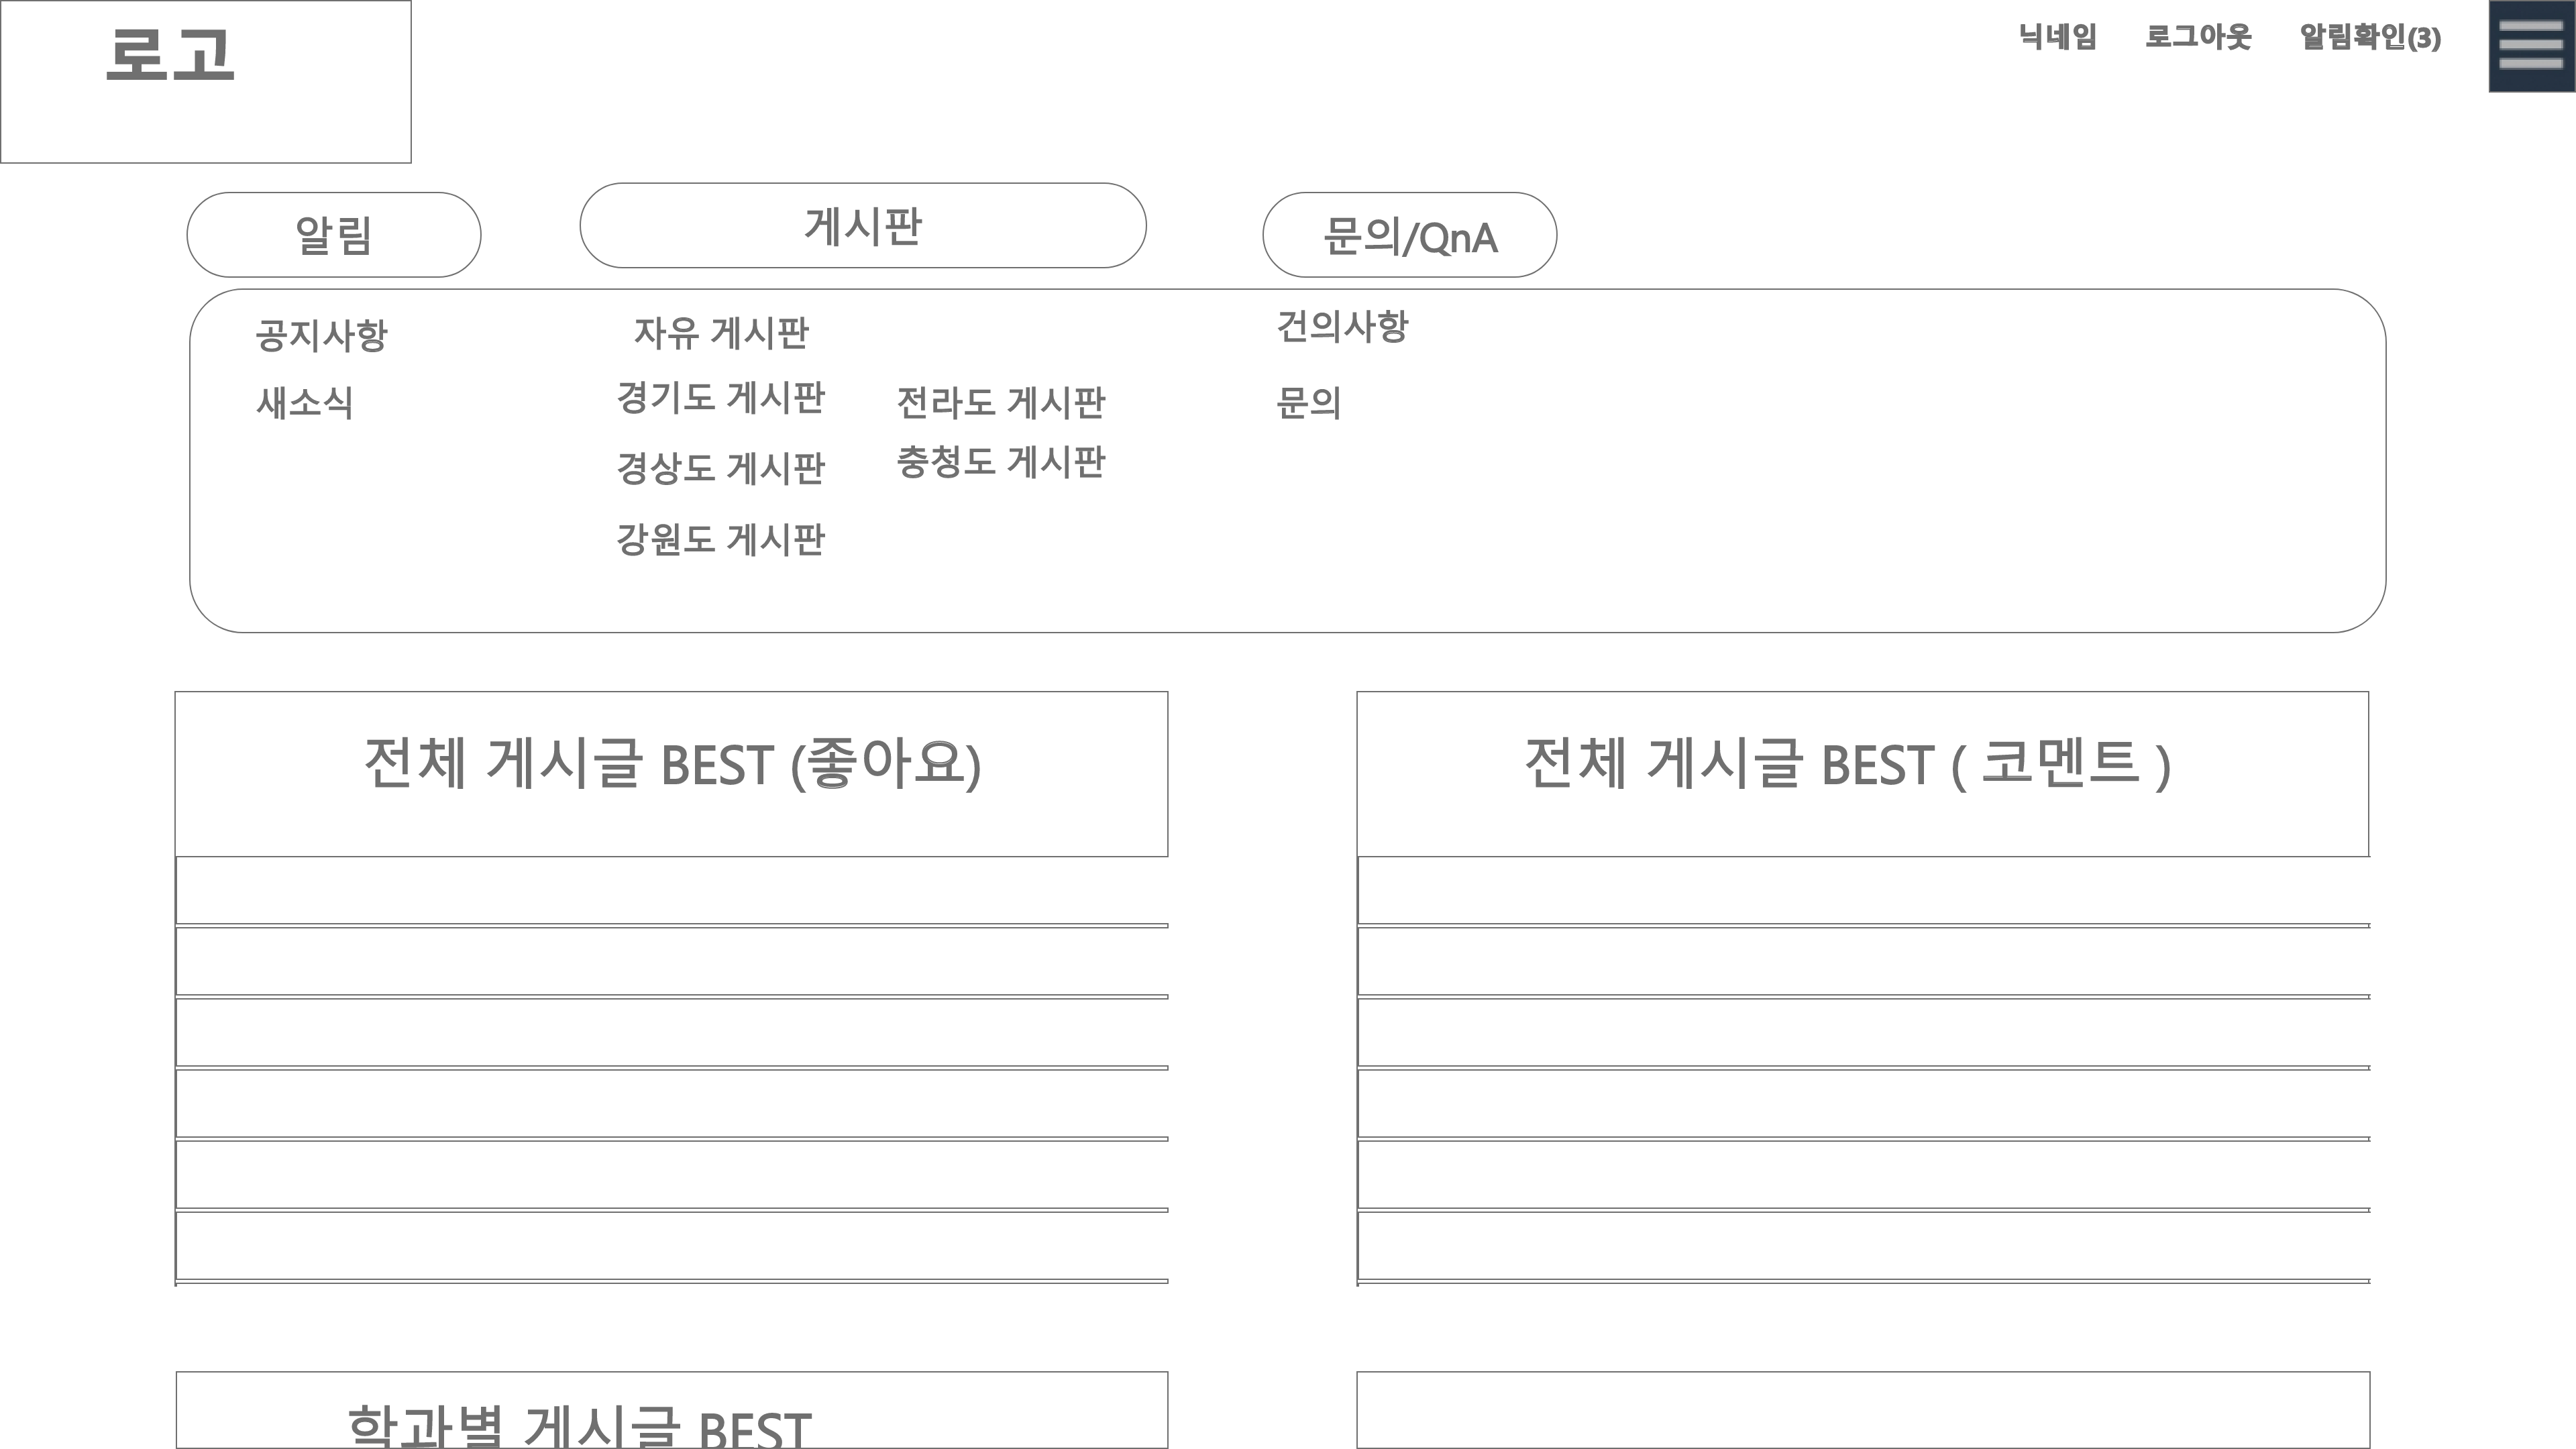 로고
닉네임 로그아웃 알림확인(3)
알림
게시판
문의/QnA
공지사항
새소식
자유 게시판
경기도 게시판
경상도 게시판
강원도 게시판
전라도 게시판
충청도 게시판
건의사항
문의
전체 게시글 BEST (좋아요)
전체 게시글 BEST ( 코멘트 )
학과별 게시글 BEST